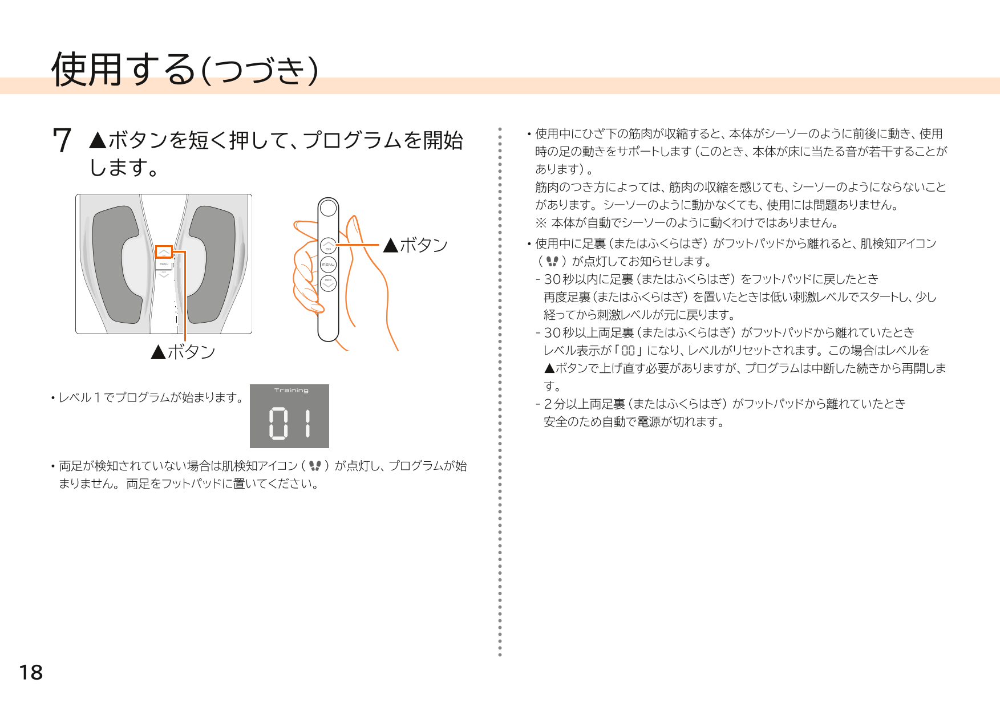 使用する(つづき)
7 ▲ボタンを短く押して、プログラムを開始
します。
ON
MENU
OFF
▲ボタン
ON
MENU
OFF
▲ボタン
・レベル1でプログラムが始まります。
Training
01
・両足が検知されていない場合は肌検知アイコン( )が点灯し、プログラムが始
まりません。両足をフットパッドに置いてください。
・使用中にひざ下の筋肉が収縮すると、本体がシーソーのように前後に動き、使用
時の足の動きをサポートします(このとき、本体が床に当たる音が若干することが
あります)。
筋肉のつき方によっては、筋肉の収縮を感じても、シーソーのようにならないこと
があります。シーソーのように動かなくても、使用には問題ありません。
※ 本体が自動でシーソーのように動くわけではありません。
・使用中に足裏(またはふくらはぎ)がフットパッドから離れると、肌検知アイコン
( )が点灯してお知らせします。
- 30秒以内に足裏(またはふくらはぎ)をフットパッドに戻したとき
再度足裏(またはふくらはぎ)を置いたときは低い刺激レベルでスタートし、少し
経ってから刺激レベルが元に戻ります。
- 30秒以上両足裏(またはふくらはぎ)がフットパッドから離れていたとき
レベル表示が「00」になり、レベルがリセットされます。この場合はレベルを
▲ボタンで上げ直す必要がありますが、プログラムは中断した続きから再開しま
す。
- 2分以上両足裏(またはふくらはぎ)がフットパッドから離れていたとき
安全のため自動で電源が切れます。
18